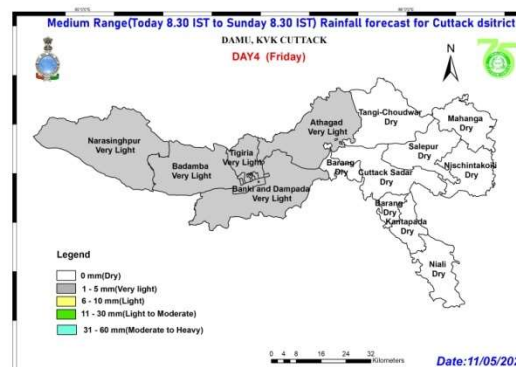 Medium Range(Today 8.30 IST to Sunday 8.30 IST) Rainfall forecast for Cuttack dsitrict
DAMU, KVK CUTTACK
DAY4 (Friday)
N
Tangi-Choudwar
Dry
Mahanga
Dry
Athagad
Very Light
Narasinghpur
Very Light
Badamba
Very Light
Tigiria
Very Light
Salepur
Dry
Nischintakoili
Dry
Barang
Dry
Cuttack Sadar
Dry
Banki and Dampada
Very Light
Barang
Dry
Kantapada
Dry
Niali
Dry
Legend
0 mm(Dry)
1 - 5 mm(Very light)
6 - 10 mm(Light)
11 - 30 mm(Light to Moderate)
31 - 60 mm(Moderate to Heavy)
0 4 8 16 24 32
Kilometers
Date:11/05/202